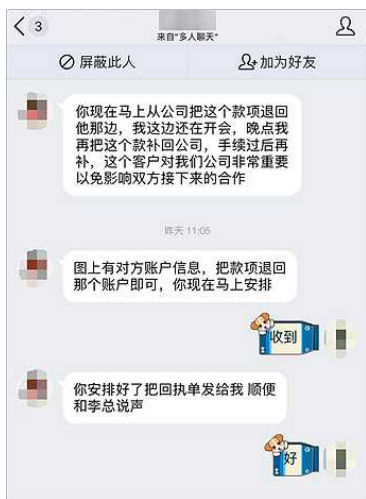 3
来自“多人聊天”
屏蔽此人
加为好友
你现在马上从公司把这个款项退回
他那边，我这边还在开会，晚点我
再把这个款补回公司，手续过后再
补，这个客户对我们公司非常重要
以免影响双方接下来的合作
昨天 11:05
图上有对方账户信息，把款项退回
那个账户即可，你现在马上安排
收到
你安排好了把回执单发给我 顺便
和李总说声
好